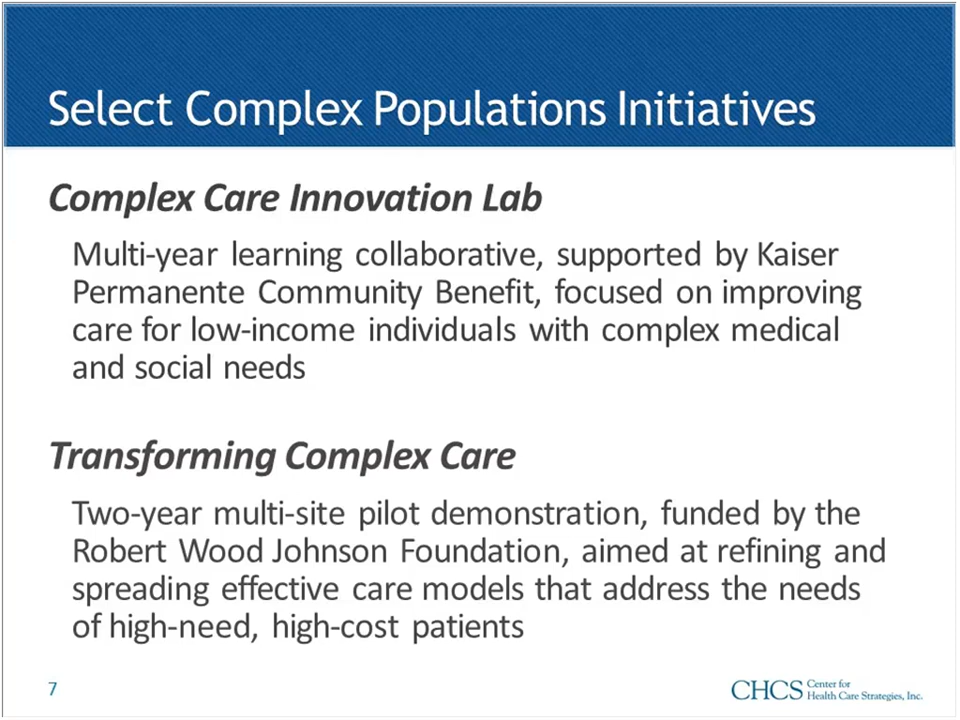 Select Complex Populations Initiatives
Complex Care Innovation Lab
Multi-year learning collaborative, supported by Kaiser
Permanente Community Benefit, focused on improving
care for low-income individuals with complex medical
and social needs
Transforming Complex Care
Two-year multi-site pilot demonstration, funded by the
Robert Wood Johnson Foundation, aimed at refining and
spreading effective care models that address the needs
of high-need, high-cost patients
7
CHCS Center for
Health Care Strategies, Inc.